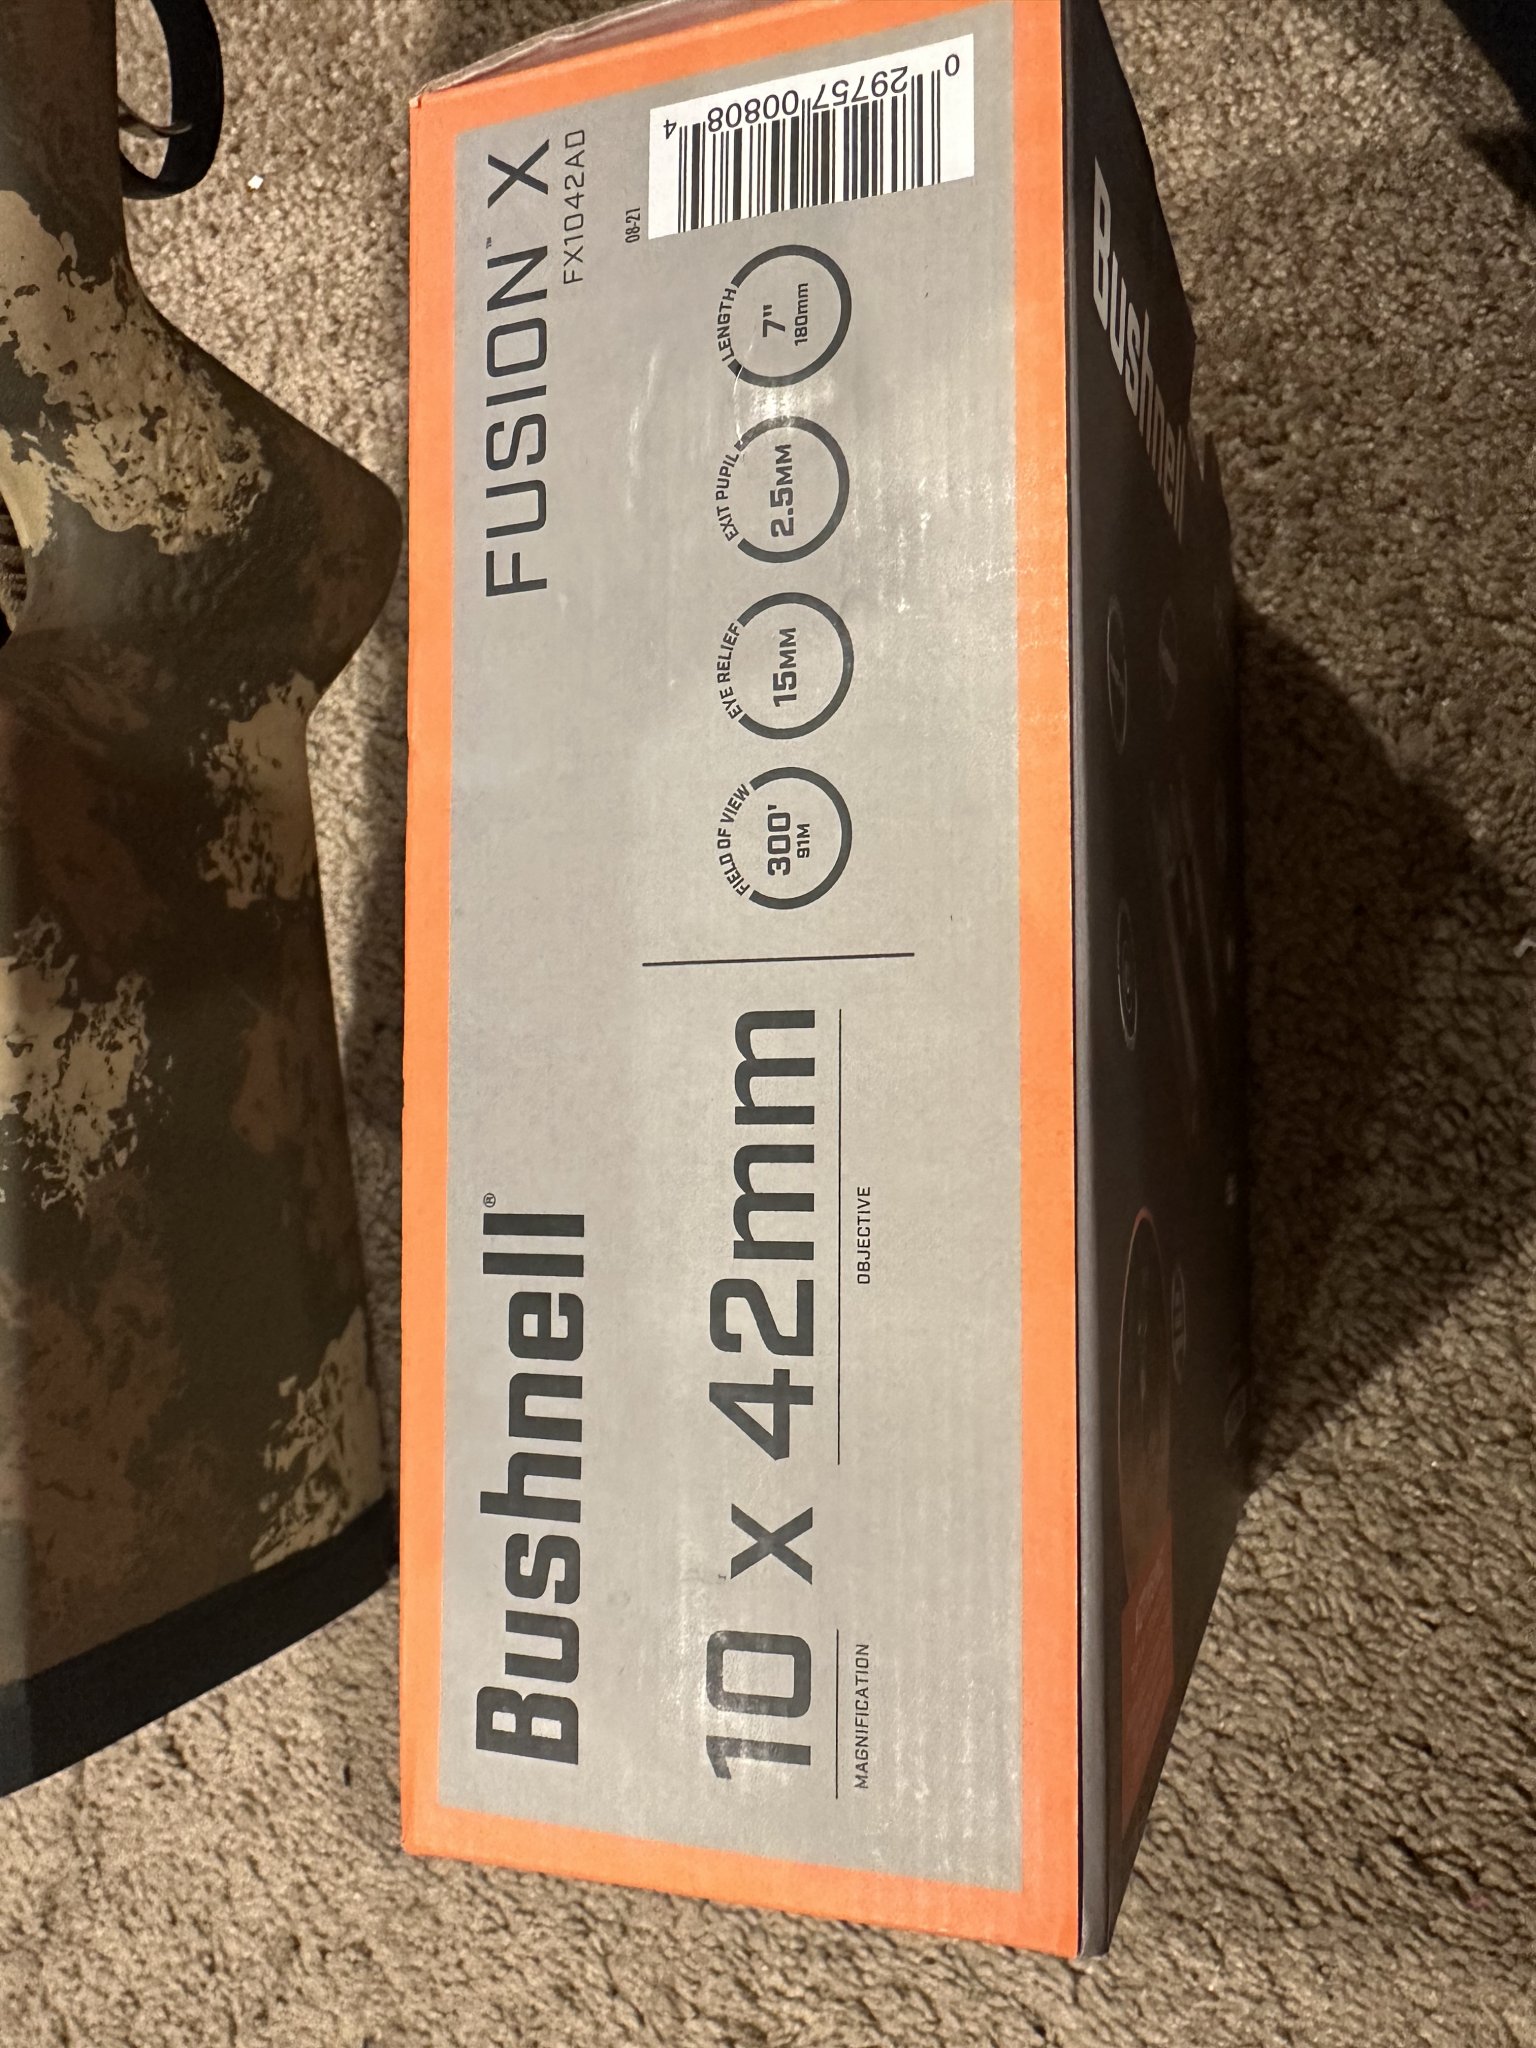 Bushnell®
FUSION™ X
FX1042AD
10 x 42mm
MAGNIFICATION
OBJECTIVE
FIELD OF VIEW
300'
91M
EYE RELIEF
15MM
EXIT PUPIL
2.5MM
LENGTH
7"
180mm
08-21
0 29757 00808 4
Bushnell